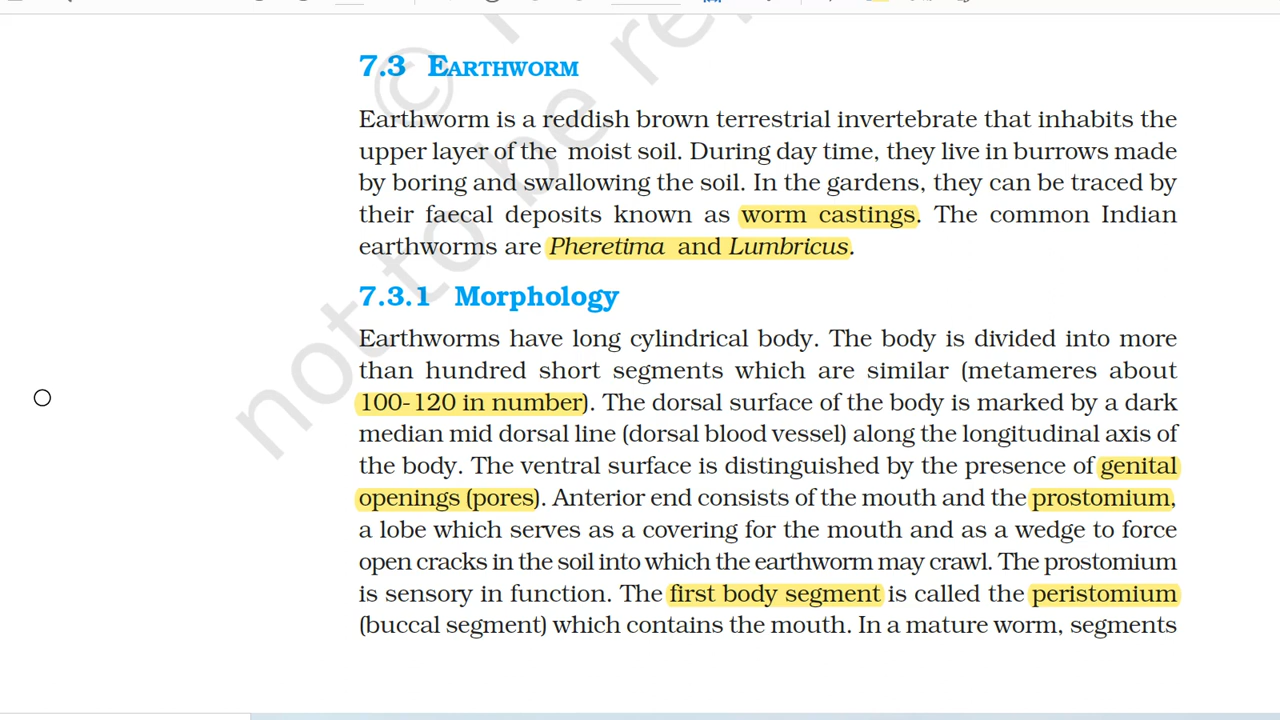 7.3 EARTHWORM
Earthworm is a reddish brown terrestrial invertebrate that inhabits the
upper layer of the moist soil. During day time, they live in burrows made
by boring and swallowing the soil. In the gardens, they can be traced by
their faecal deposits known as worm castings. The common Indian
earthworms are Pheretima and Lumbricus.
7.3.1 Morphology
Earthworms have long cylindrical body. The body is divided into more
than hundred short segments which are similar (metameres about
100-120 in number). The dorsal surface of the body is marked by a dark
median mid dorsal line (dorsal blood vessel) along the longitudinal axis of
the body. The ventral surface is distinguished by the presence of genital
openings (pores). Anterior end consists of the mouth and the prostomium,
a lobe which serves as a covering for the mouth and as a wedge to force
open cracks in the soil into which the earthworm may crawl. The prostomium
is sensory in function. The first body segment is called the peristomium
(buccal segment) which contains the mouth. In a mature worm, segments
not to be re
©